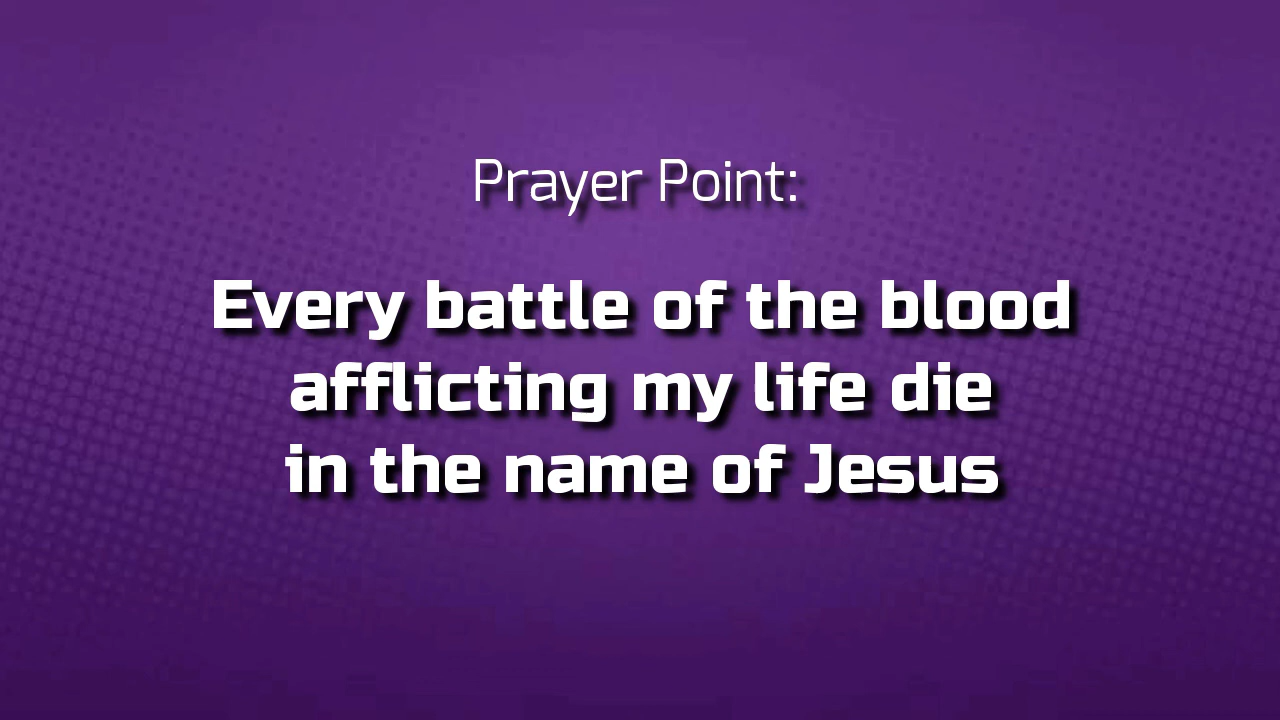 Prayer Point:
Every battle of the blood
afflicting my life die
in the name of Jesus